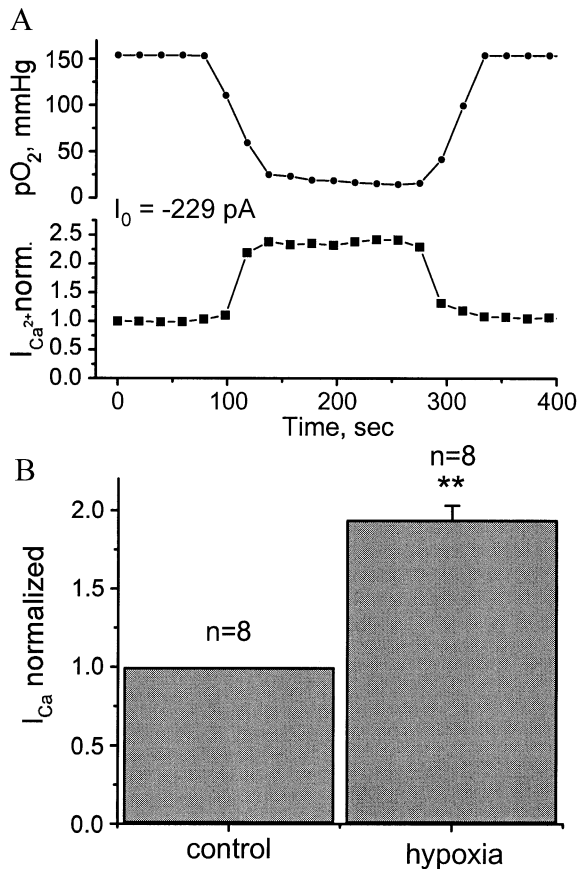 A
150
100
50
0
pO2, mmHg
I0 = -229 pA
2.5
2.0
1.5
1.0
0.5
0.0
ICa2+norm.
0 100 200 300 400
Time, sec
B
n=8
**
2.0
1.5
n=8
1.0
0.5
0.0
ICa normalized
control hypoxia